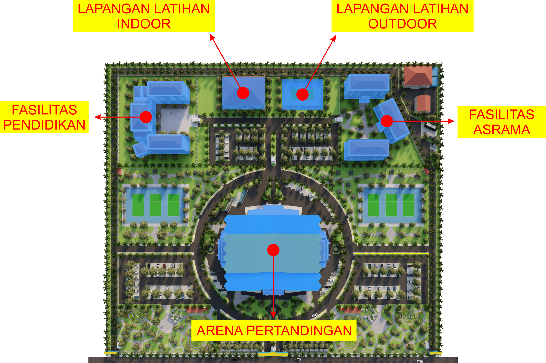 LAPANGAN LATIHAN
INDOOR
LAPANGAN LATIHAN
OUTDOOR
FASILITAS
PENDIDIKAN
FASILITAS
ASRAMA
ARENA PERTANDINGAN